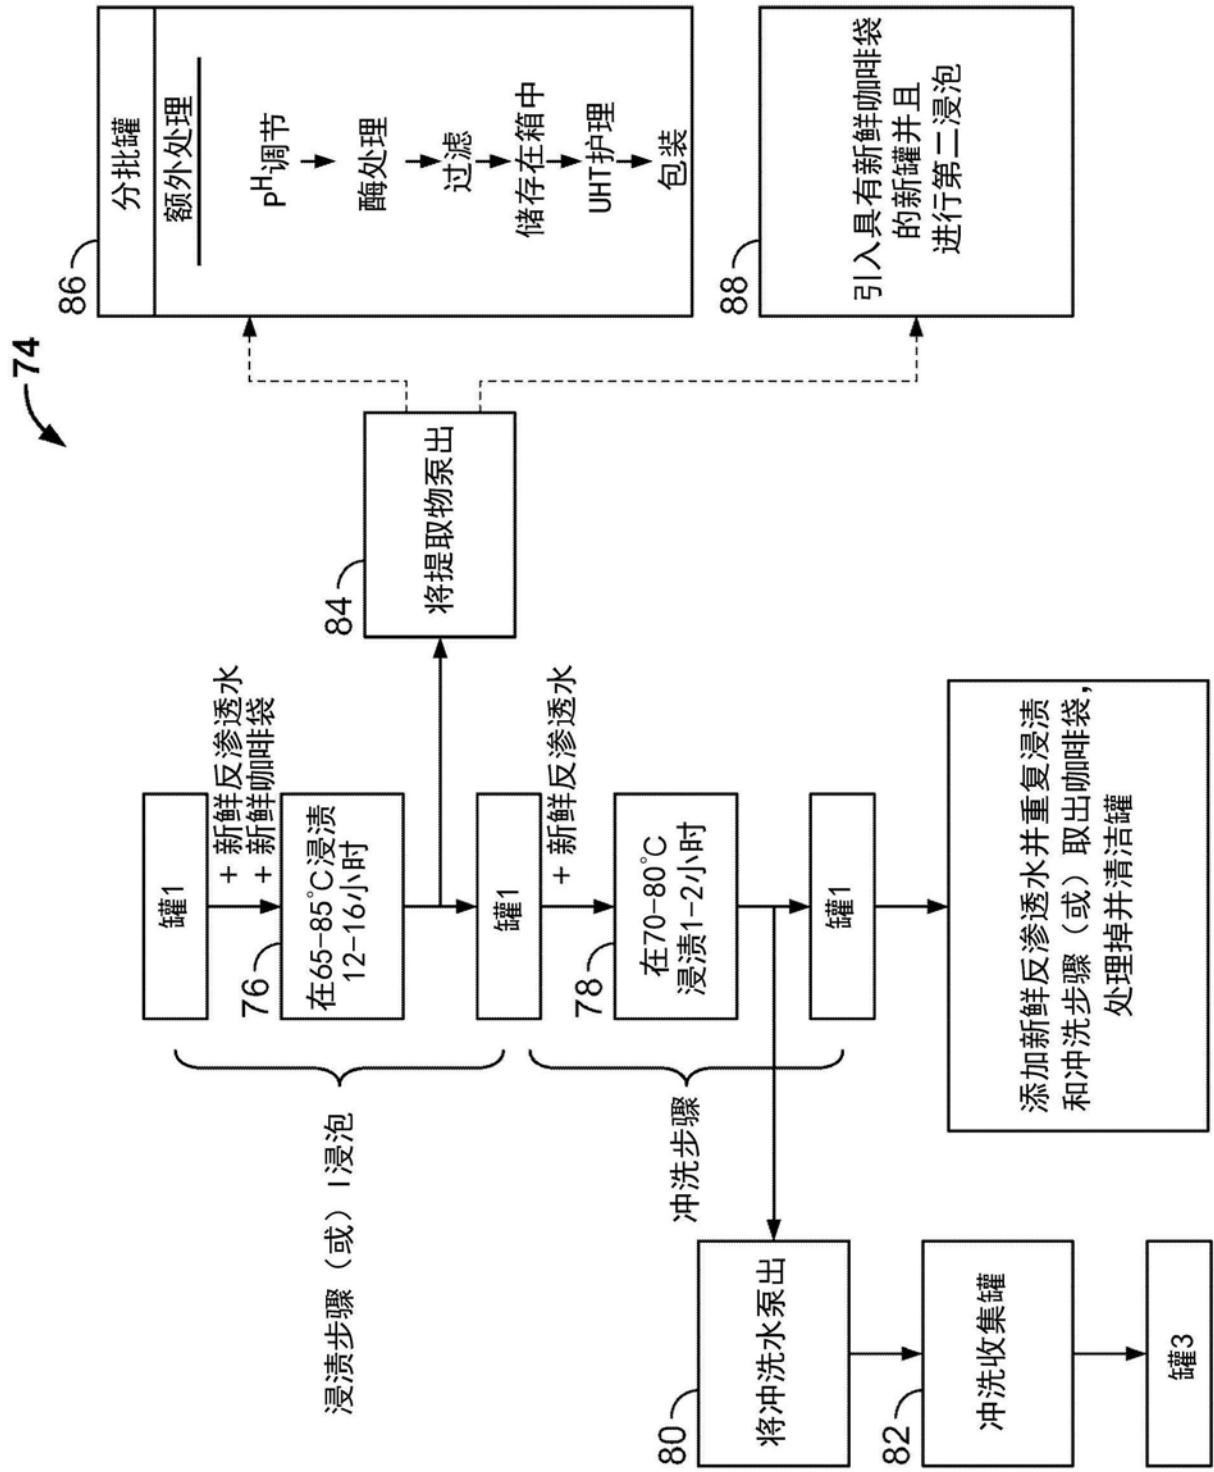 74
86
分批罐
额外处理
PH调节
酶处理
过滤
储存在箱中
UHT护理
包装
88
引入具有新鲜咖啡袋
的新罐并且
进行第二浸泡
84
将提取物泵出
罐1
+ 新鲜反渗透水
+ 新鲜咖啡袋
76
在65-85°C浸渍
12-16小时
罐1
+ 新鲜反渗透水
78
在70-80°C
浸渍1-2小时
罐1
添加新鲜反渗透水并重复浸渍
和冲洗步骤（或）取出咖啡袋，
处理掉并清洁罐
浸渍步骤（或）I浸泡
冲洗步骤
80
将冲洗水泵出
82
冲洗收集罐
罐3